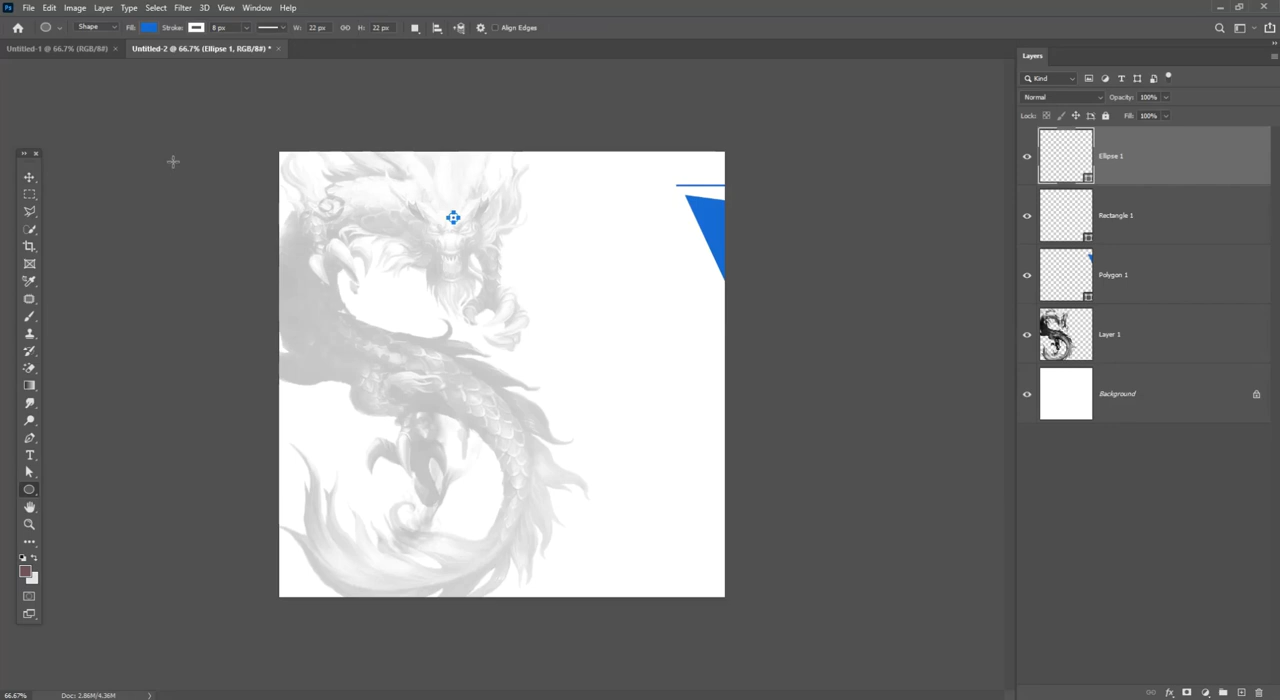 Ps File Edit Image Layer Type Select Filter 3D View Window Help
Shape Fill: Stroke: 8 px W: 22 px H: 22 px Align Edges
Untitled-1 @ 66.7% (RGB/8#) × Untitled-2 @ 66.7% (Ellipse 1, RGB/8#) * ×
Layers
Kind
Normal Opacity: 100%
Lock: Fill: 100%
Ellipse 1
Rectangle 1
Polygon 1
Layer 1
Background
66.67% Doc: 2.86M/4.36M